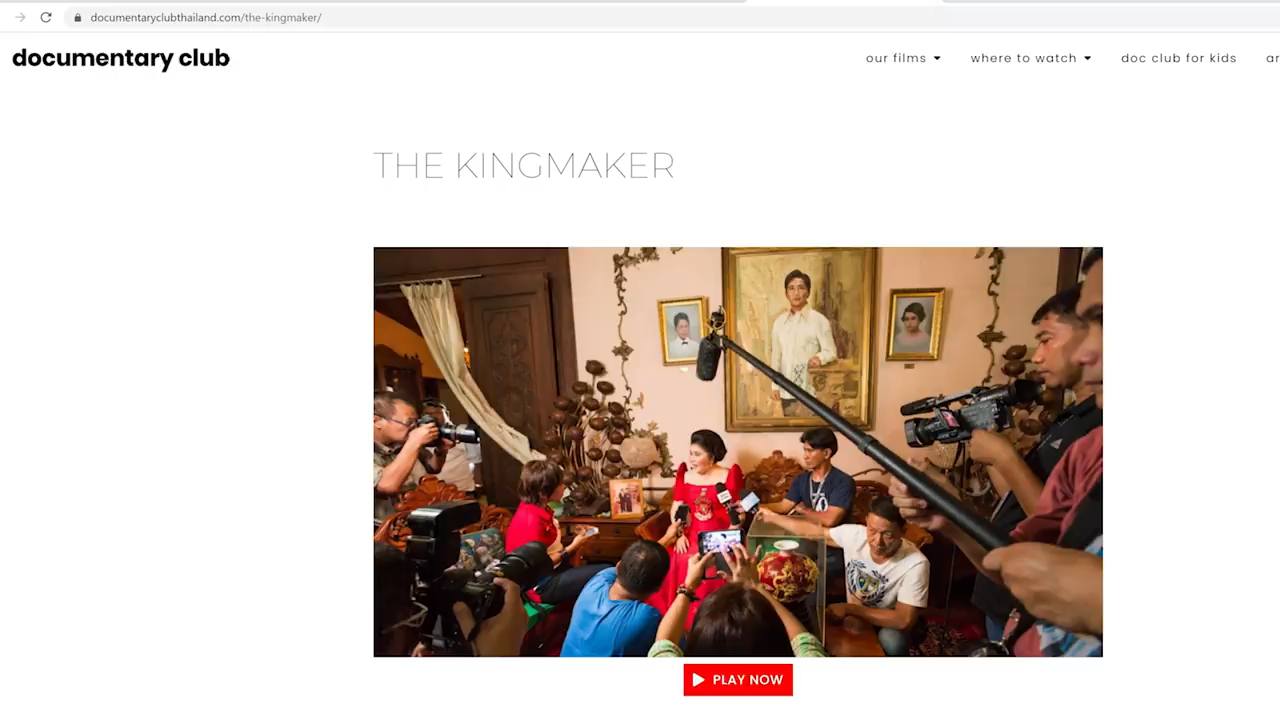 documentaryclubthailand.com/the-kingmaker/
documentary club
our films
where to watch
doc club for kids
ar
THE KINGMAKER
PLAY NOW